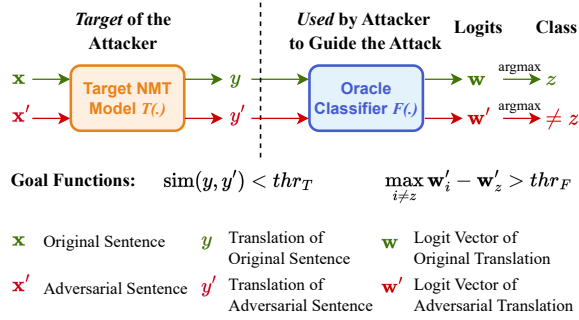 Target of the
Attacker
Used by Attacker
to Guide the Attack
Logits
Class
x
Target NMT
Model T(.)
y
Oracle
Classifier F(.)
w
argmax
z
x′
y′
w′
argmax
≠ z
Goal Functions: sim(y, y′) < thr_T max_{i≠z} w′_i − w′_z > thr_F
x Original Sentence
y Translation of
Original Sentence
w Logit Vector of
Original Translation
x′ Adversarial Sentence
y′ Translation of
Adversarial Sentence
w′ Logit Vector of
Adversarial Translation